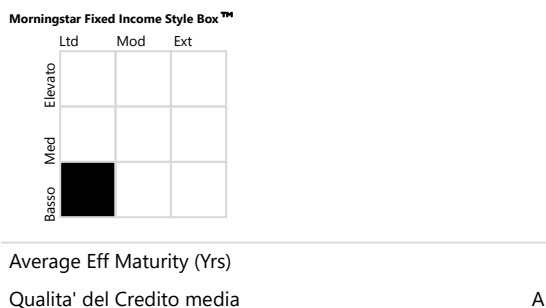 Morningstar Fixed Income Style Box™
Ltd Mod Ext
Elevato
Med
Basso
Average Eff Maturity (Yrs)
Qualita' del Credito media A